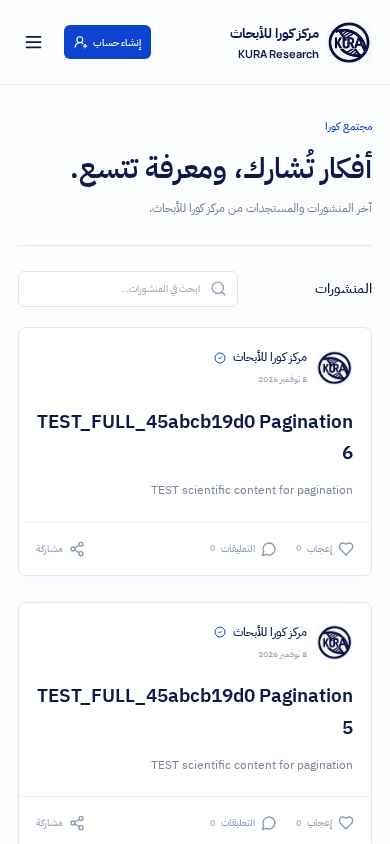 مركز كورا للأبحاث
KURA Research
إنشاء حساب
مجتمع كورا
أفكار تُشارك، ومعرفة تتسع.
آخر المنشورات والمستجدات من مركز كورا للأبحاث.
المنشورات
ابحث في المنشورات...
مركز كورا للأبحاث
8 نوفمبر 2026
TEST_FULL_45abcb19d0 Pagination
6
TEST scientific content for pagination
إعجاب 0 التعليقات 0 مشاركة
مركز كورا للأبحاث
8 نوفمبر 2026
TEST_FULL_45abcb19d0 Pagination
5
TEST scientific content for pagination
إعجاب 0 التعليقات 0 مشاركة